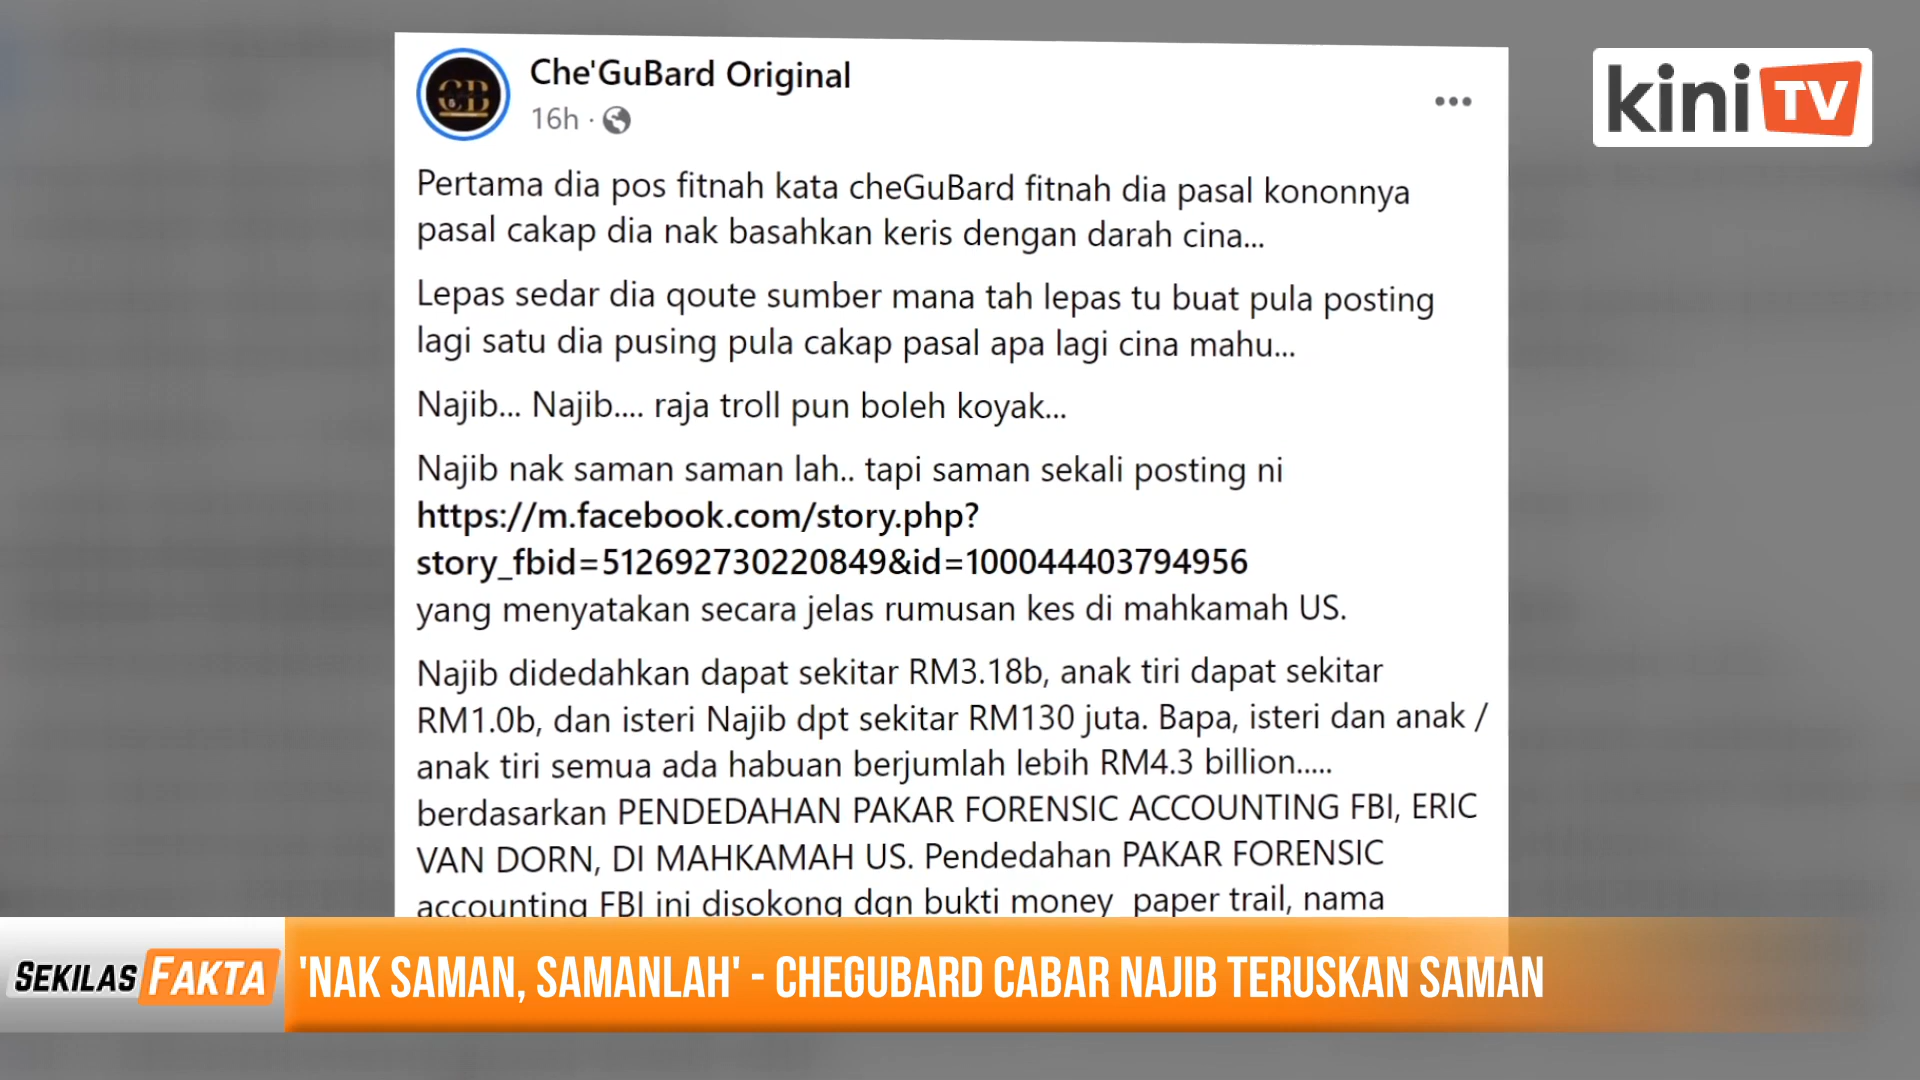 Che'GuBard Original
16h ·
kiniTV
CB
Pertama dia pos fitnah kata cheGuBard fitnah dia pasal kononnya
pasal cakap dia nak basahkan keris dengan darah cina...
Lepas sedar dia qoute sumber mana tah lepas tu buat pula posting
lagi satu dia pusing pula cakap pasal apa lagi cina mahu...
Najib... Najib.... raja troll pun boleh koyak...
Najib nak saman saman lah.. tapi saman sekali posting ni
https://m.facebook.com/story.php?
story_fbid=512692730220849&id=100044403794956
yang menyatakan secara jelas rumusan kes di mahkamah US.
Najib didedahkan dapat sekitar RM3.18b, anak tiri dapat sekitar
RM1.0b, dan isteri Najib dpt sekitar RM130 juta. Bapa, isteri dan anak /
anak tiri semua ada habuan berjumlah lebih RM4.3 billion.....
berdasarkan PENDEDAHAN PAKAR FORENSIC ACCOUNTING FBI, ERIC
VAN DORN, DI MAHKAMAH US. Pendedahan PAKAR FORENSIC
accounting FBI ini disokong dgn bukti money paper trail, nama
SEKILAS FAKTA
'NAK SAMAN, SAMANLAH' - CHEGUBARD CABAR NAJIB TERUSKAN SAMAN